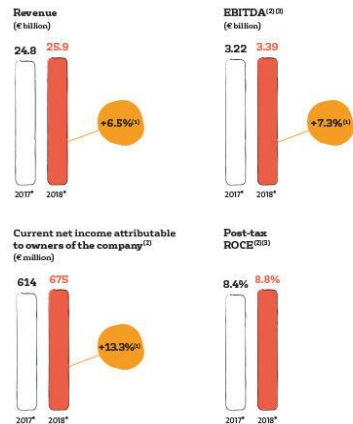 Revenue
(€ billion)
24.8 25.9
+6.5%(1)
2017* 2018*
EBITDA(2)(3)
(€ billion)
3.22 3.39
+7.3%(1)
2017* 2018*
Current net income attributable
to owners of the company(2)
(€ million)
614 675
+13.3%(1)
2017* 2018*
Post-tax
ROCE(2)(3)
8.4% 8.8%
2017* 2018*